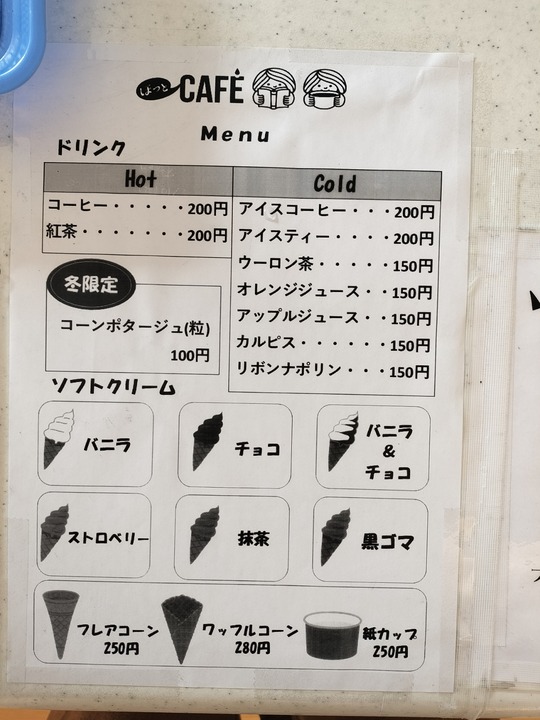 よっと CAFÉ
Menu
ドリンク
Hot
コーヒー・・・・・200円
紅茶・・・・・・・200円
Cold
アイスコーヒー・・・200円
アイスティー・・・・200円
ウーロン茶・・・・・150円
オレンジジュース・・150円
アップルジュース・・150円
カルピス・・・・・・150円
リボンナポリン・・・150円
冬限定
コーンポタージュ(粒)
100円
ソフトクリーム
バニラ
チョコ
バニラ
&
チョコ
ストロベリー
抹茶
黒ゴマ
フレアコーン
250円
ワッフルコーン
280円
紙カップ
250円